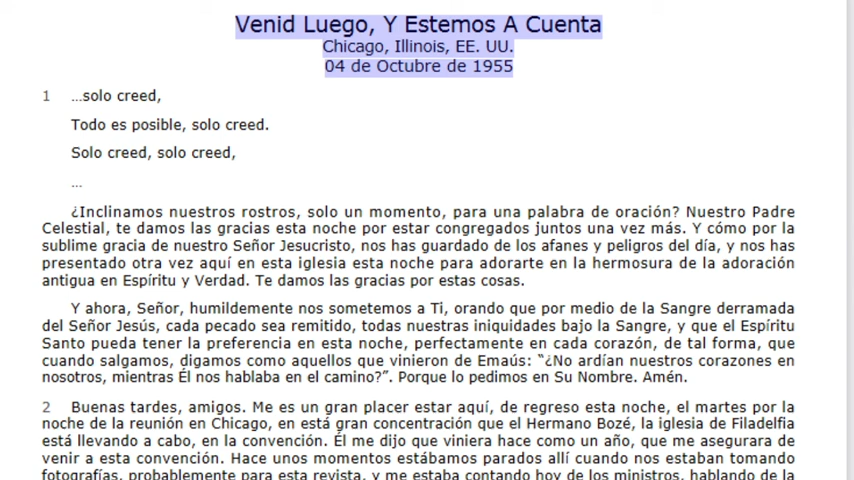 Venid Luego, Y Estemos A Cuenta
Chicago, Illinois, EE. UU.
04 de Octubre de 1955
1 …solo creed,
Todo es posible, solo creed.
Solo creed, solo creed,
…
¿Inclinamos nuestros rostros, solo un momento, para una palabra de oración? Nuestro Padre
Celestial, te damos las gracias esta noche por estar congregados juntos una vez más. Y cómo por la
sublime gracia de nuestro Señor Jesucristo, nos has guardado de los afanes y peligros del día, y nos has
presentado otra vez aquí en esta iglesia esta noche para adorarte en la hermosura de la adoración
antigua en Espíritu y Verdad. Te damos las gracias por estas cosas.
Y ahora, Señor, humildemente nos sometemos a Ti, orando que por medio de la Sangre derramada
del Señor Jesús, cada pecado sea remitido, todas nuestras iniquidades bajo la Sangre, y que el Espíritu
Santo pueda tener la preferencia en esta noche, perfectamente en cada corazón, de tal forma, que
cuando salgamos, digamos como aquellos que vinieron de Emaús: “¿No ardían nuestros corazones en
nosotros, mientras Él nos hablaba en el camino?”. Porque lo pedimos en Su Nombre. Amén.
2 Buenas tardes, amigos. Me es un gran placer estar aquí, de regreso esta noche, el martes por la
noche de la reunión en Chicago, en está gran concentración que el Hermano Bozé, la iglesia de Filadelfia
está llevando a cabo, en la convención. Él me dijo que viniera hace como un año, que me asegurara de
venir a esta convención. Hace unos momentos estábamos parados allí cuando nos estaban tomando
fotografías, probablemente para esta revista, y me estaba contando hoy de los ministros, hablando de la